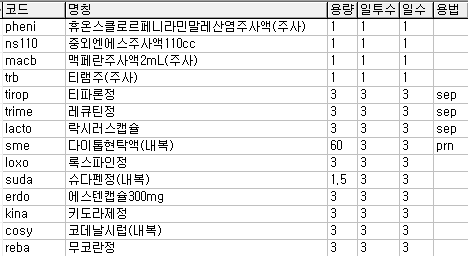 코드 명칭 용량 일투수 일수 용법
pheni 휴온스클로르페니라민말레산염주사액(주사) 1 1 1
ns110 중외엔에스주사액110cc 1 1 1
macb 맥페란주사액2mL(주사) 1 1 1
trb 티램주(주사) 1 1 1
tirop 티파론정 3 3 3 sep
trime 레큐틴정 3 3 3 sep
lacto 락시러스캡슐 3 3 3 sep
sme 다이톱현탁액(내복) 60 3 3 prn
loxo 록스파인정 3 3 3
suda 슈다펜정(내복) 1,5 3 3
erdo 에스텐캡슐300mg 3 3 3
kina 키도라제정 3 3 3
cosy 코데날시럽(내복) 3 3 3
reba 무코란정 3 3 3